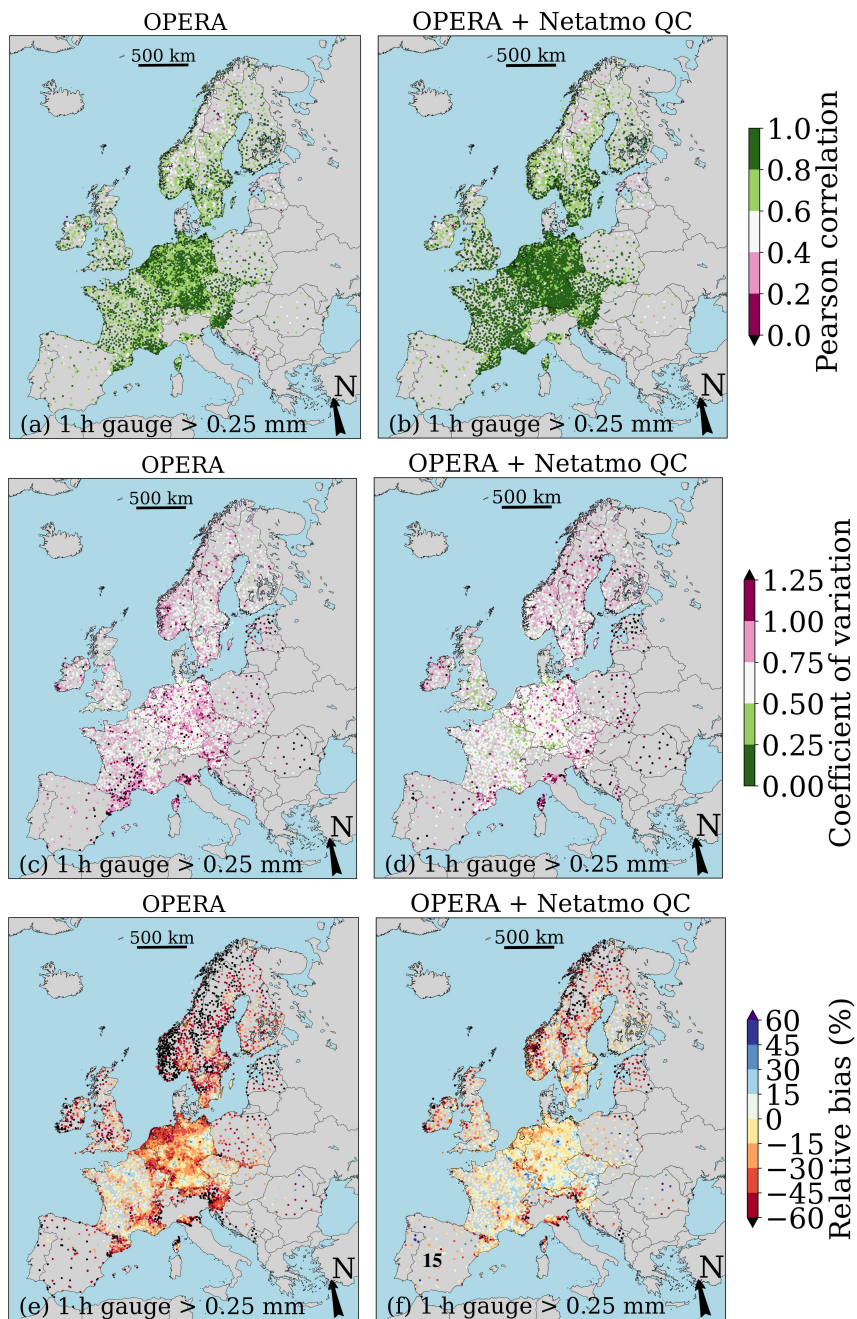 OPERA
OPERA + Netatmo QC
500 km
500 km
1.0
0.8
0.6
0.4
0.2
0.0
Pearson correlation
N
N
(a) 1 h gauge > 0.25 mm
(b) 1 h gauge > 0.25 mm
OPERA
OPERA + Netatmo QC
500 km
500 km
1.25
1.00
0.75
0.50
0.25
0.00
Coefficient of variation
N
N
(c) 1 h gauge > 0.25 mm
(d) 1 h gauge > 0.25 mm
OPERA
OPERA + Netatmo QC
500 km
500 km
60
45
30
15
0
−15
−30
−45
−60
Relative bias (%)
15
N
N
(e) 1 h gauge > 0.25 mm
(f) 1 h gauge > 0.25 mm